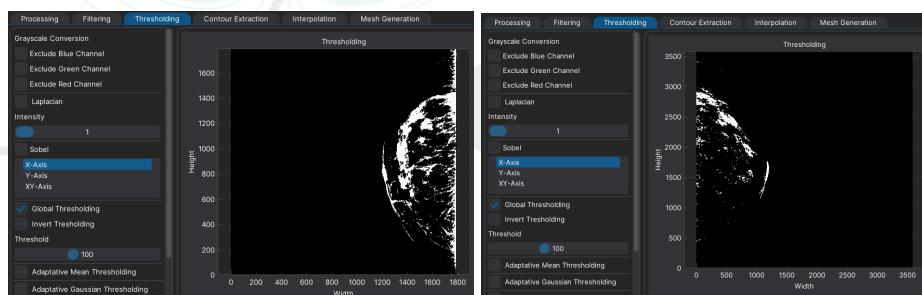 Processing Filtering Thresholding Contour Extraction Interpolation Mesh Generation
Grayscale Conversion
Exclude Blue Channel
Exclude Green Channel
Exclude Red Channel
Laplacian
Intensity
1
Sobel
X-Axis
Y-Axis
XY-Axis
Global Thresholding
Invert Tresholding
Threshold
100
Adaptative Mean Thresholding
Adaptative Gaussian Thresholding
Thresholding
Height
1600
1400
1200
1000
800
600
400
200
0
0 200 400 600 800 1000 1200 1400 1600 1800
Width
Processing Filtering Thresholding Contour Extraction Interpolation Mesh Generation
Grayscale Conversion
Exclude Blue Channel
Exclude Green Channel
Exclude Red Channel
Laplacian
Intensity
1
Sobel
X-Axis
Y-Axis
XY-Axis
Global Thresholding
Invert Tresholding
Threshold
100
Adaptative Mean Thresholding
Adaptative Gaussian Thresholding
Thresholding
Height
3500
3000
2500
2000
1500
1000
500
0
0 500 1000 1500 2000 2500 3000 3500
Width